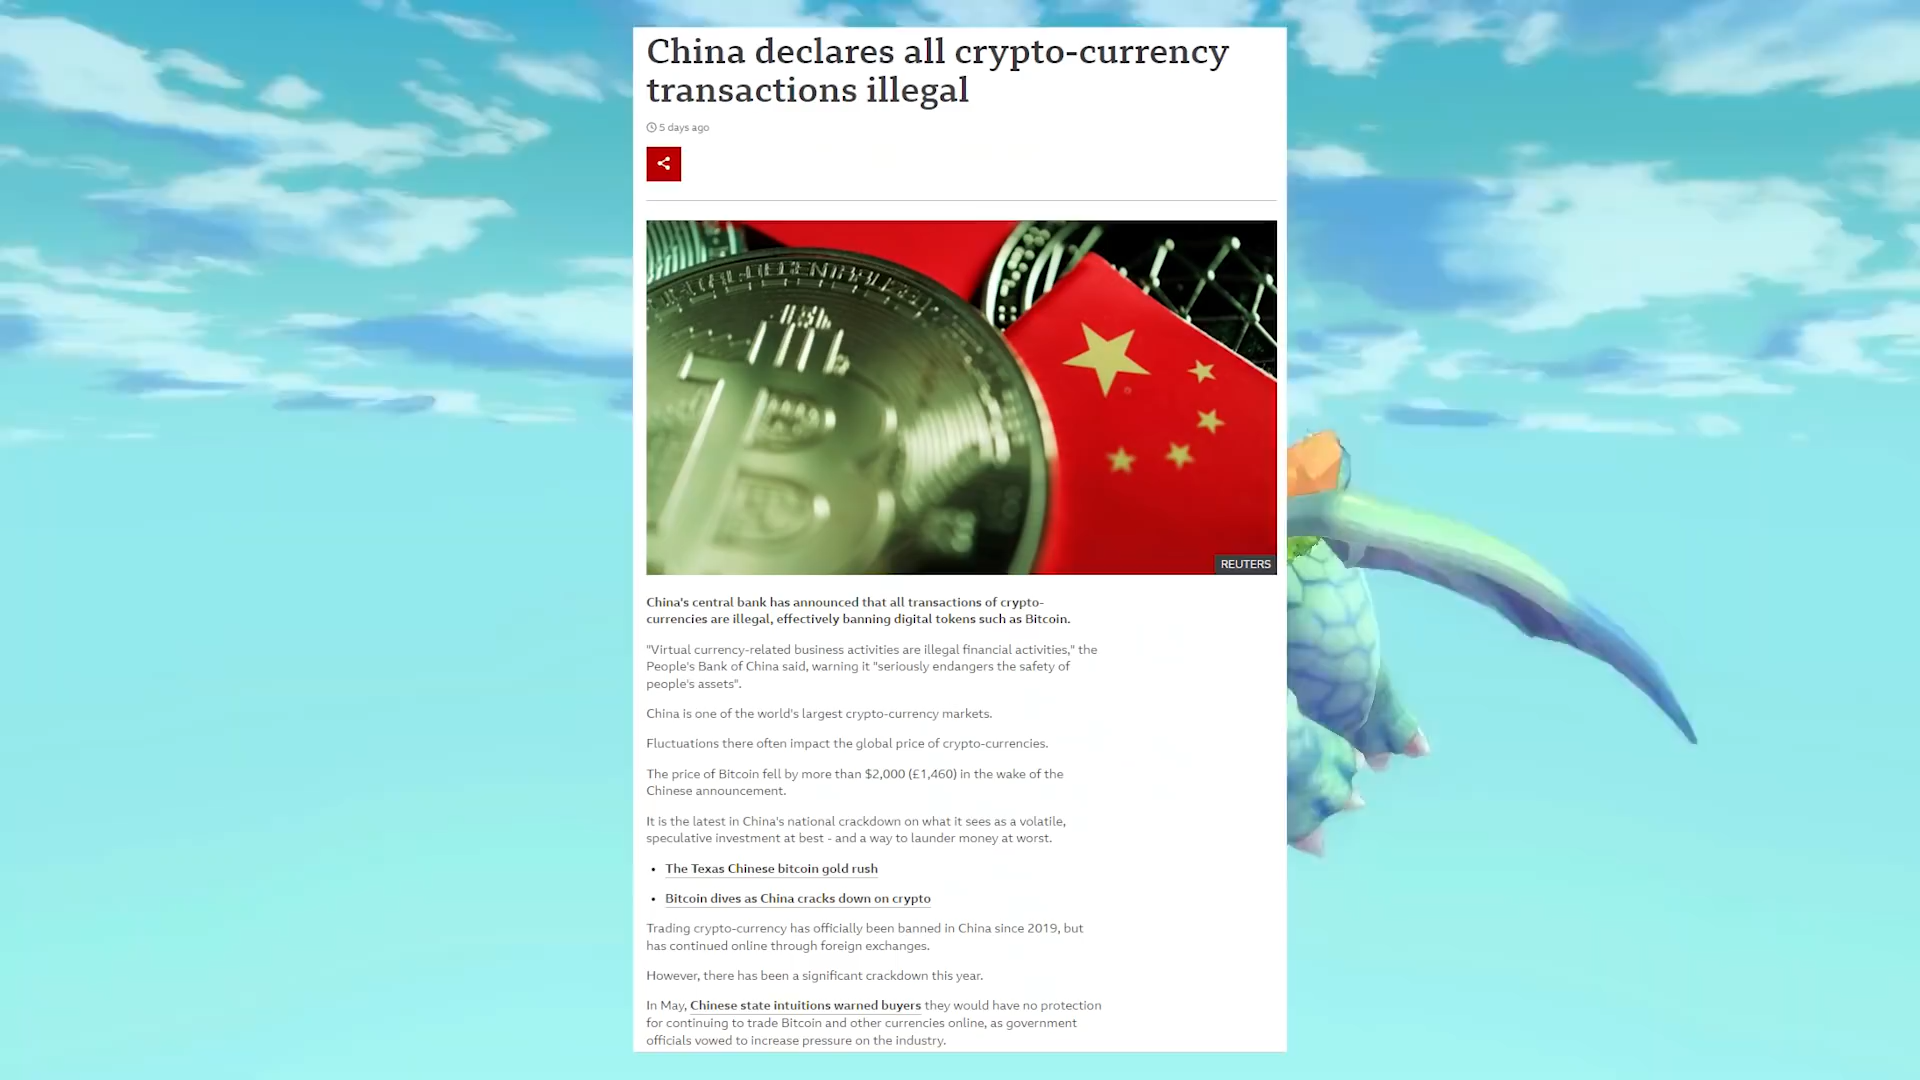 China declares all crypto-currency
transactions illegal
5 days ago
REUTERS
China's central bank has announced that all transactions of crypto-
currencies are illegal, effectively banning digital tokens such as Bitcoin.
"Virtual currency-related business activities are illegal financial activities," the
People's Bank of China said, warning it "seriously endangers the safety of
people's assets".
China is one of the world's largest crypto-currency markets.
Fluctuations there often impact the global price of crypto-currencies.
The price of Bitcoin fell by more than $2,000 (£1,460) in the wake of the
Chinese announcement.
It is the latest in China's national crackdown on what it sees as a volatile,
speculative investment at best - and a way to launder money at worst.
• The Texas Chinese bitcoin gold rush
• Bitcoin dives as China cracks down on crypto
Trading crypto-currency has officially been banned in China since 2019, but
has continued online through foreign exchanges.
However, there has been a significant crackdown this year.
In May, Chinese state intuitions warned buyers they would have no protection
for continuing to trade Bitcoin and other currencies online, as government
officials vowed to increase pressure on the industry.